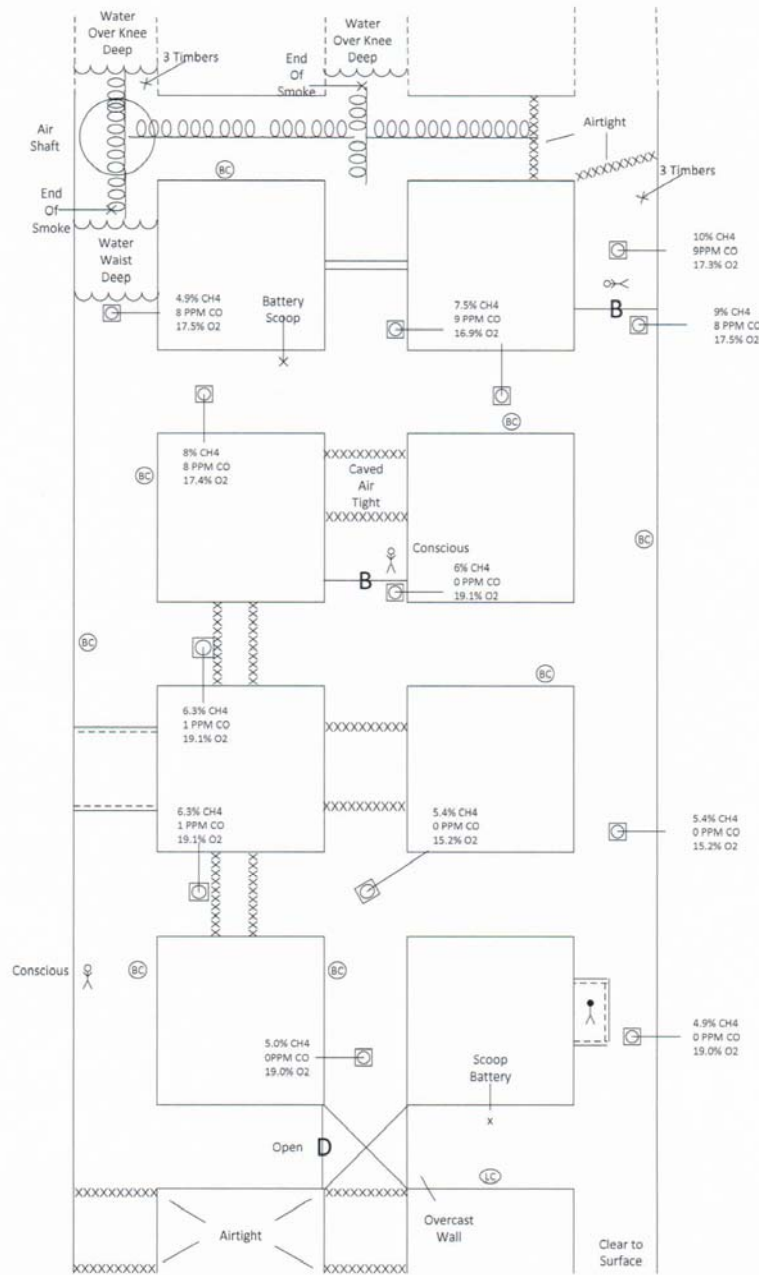 Water
Over Knee
Deep
3 Timbers
Water
Over Knee
Deep
End
Of
Smoke
Air
Shaft
Airtight
BC
3 Timbers
End
Of
Smoke
Water
Waist
Deep
10% CH4
9PPM CO
17.3% O2
4.9% CH4
8 PPM CO
17.5% O2
Battery
Scoop
7.5% CH4
9 PPM CO
16.9% O2
B
9% CH4
8 PPM CO
17.5% O2
BC
8% CH4
8 PPM CO
17.4% O2
BC
Caved
Air
Tight
BC
Conscious
6% CH4
0 PPM CO
19.1% O2
B
BC
BC
6.3% CH4
1 PPM CO
19.1% O2
6.3% CH4
1 PPM CO
19.1% O2
5.4% CH4
0 PPM CO
15.2% O2
5.4% CH4
0 PPM CO
15.2% O2
Conscious
BC
BC
5.0% CH4
0PPM CO
19.0% O2
4.9% CH4
0 PPM CO
19.0% O2
Scoop
Battery
Open
D
LC
Airtight
Overcast
Wall
Clear to
Surface